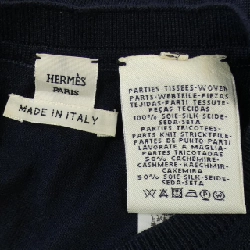 HERMÈS
PARIS
MADE IN ITALY
PARTIES TISSEES-WOVEN
PARTS-WERTEILE-PIEZAS
TEJIDAS-PARTI TESSUTE-
PEÇAS TECIDAS
100% SOIE-SILK-SEIDE-
SEDA-SETA
PARTIES TRICOTEES-
PARTS KNIT STRICKTEILE-
PARTES DE PUNTO PARTI
LAVORATE A MAGLIA-
PARTES TRICOTADAS
50% CACHEMIRE-
CASHMERE-KASCHMIR-
CAKEMIRA
50% SOIE-SILK-SEIDE-
SEDA-SETA